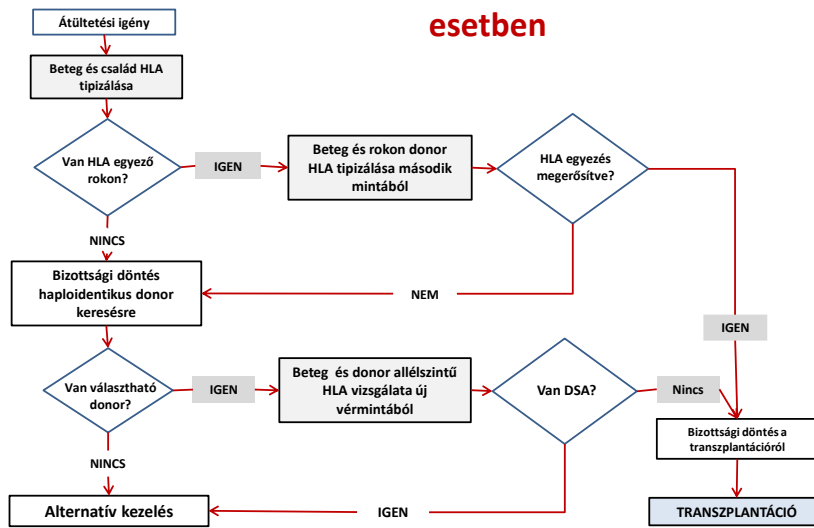 esetben
Átültetési igény
Beteg és család HLA
tipizálása
Van HLA egyező
rokon?
IGEN
Beteg és rokon donor
HLA tipizálása második
mintából
HLA egyezés
megerősítve?
NINCS
Bizottsági döntés
haploidentikus donor
keresésre
NEM
IGEN
Van választható
donor?
IGEN
Beteg és donor allélszintű
HLA vizsgálata új
vérmintából
Van DSA?
Nincs
Bizottsági döntés a
transzplantációról
NINCS
Alternatív kezelés
IGEN
TRANSZPLANTÁCIÓ